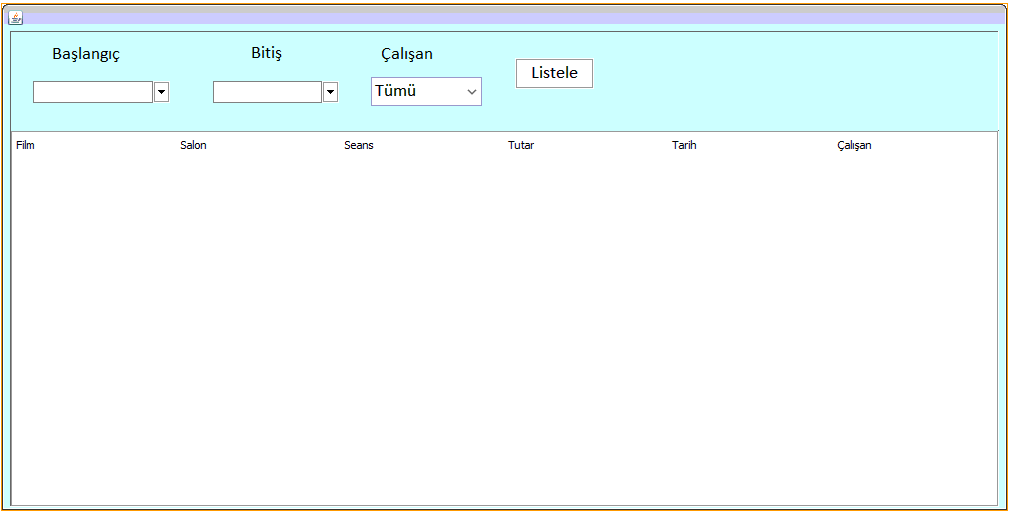 Başlangıç Bitiş Çalışan
Tümü Listele
Film Salon Seans Tutar Tarih Çalışan